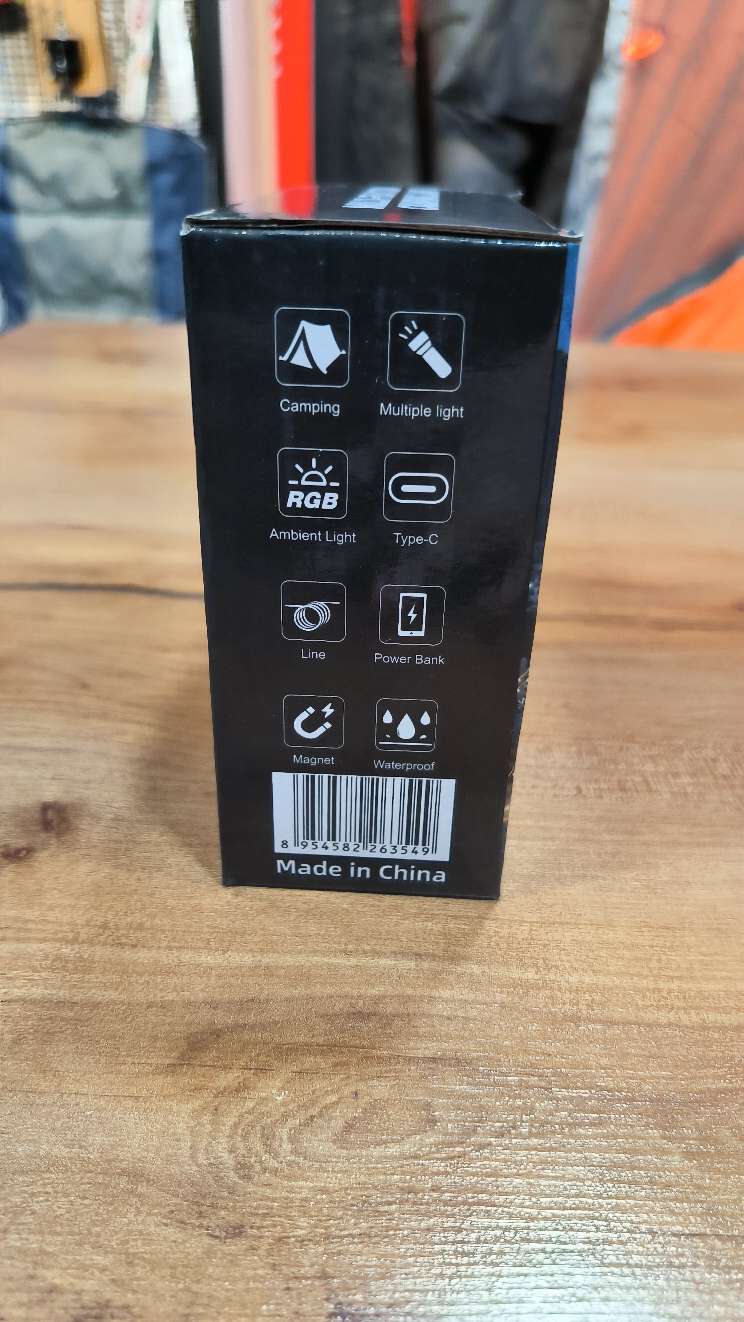 Camping Multiple light
RGB
Ambient Light Type-C
Line Power Bank
Magnet Waterproof
8 954582 263549
Made in China